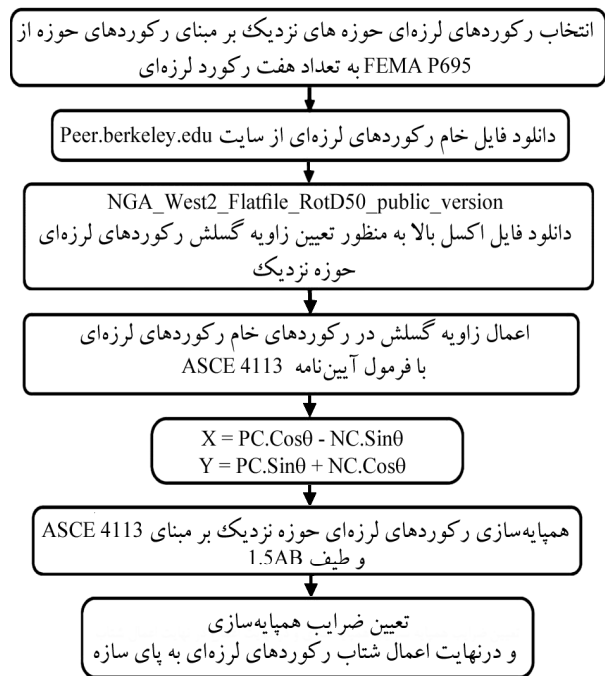 انتخاب رکوردهای لرزه‌ای حوزه های نزدیک بر مبنای رکوردهای حوزه از
FEMA P695 به تعداد هفت رکورد لرزه‌ای
دانلود فایل خام رکوردهای لرزه‌ای از سایت Peer.berkeley.edu
NGA_West2_Flatfile_RotD50_public_version
دانلود فایل اکسل بالا به منظور تعیین زاویه گسلش رکوردهای لرزه‌ای
حوزه نزدیک
اعمال زاویه گسلش در رکوردهای خام رکوردهای لرزه‌ای
با فرمول آیین‌نامه ASCE 4113
X = PC.Cosθ - NC.Sinθ
Y = PC.Sinθ + NC.Cosθ
همپایه‌سازی رکوردهای لرزه‌ای حوزه نزدیک بر مبنای ASCE 4113
و طیف 1.5AB
تعیین ضرایب همپایه‌سازی
و درنهایت اعمال شتاب رکوردهای لرزه‌ای به پای سازه